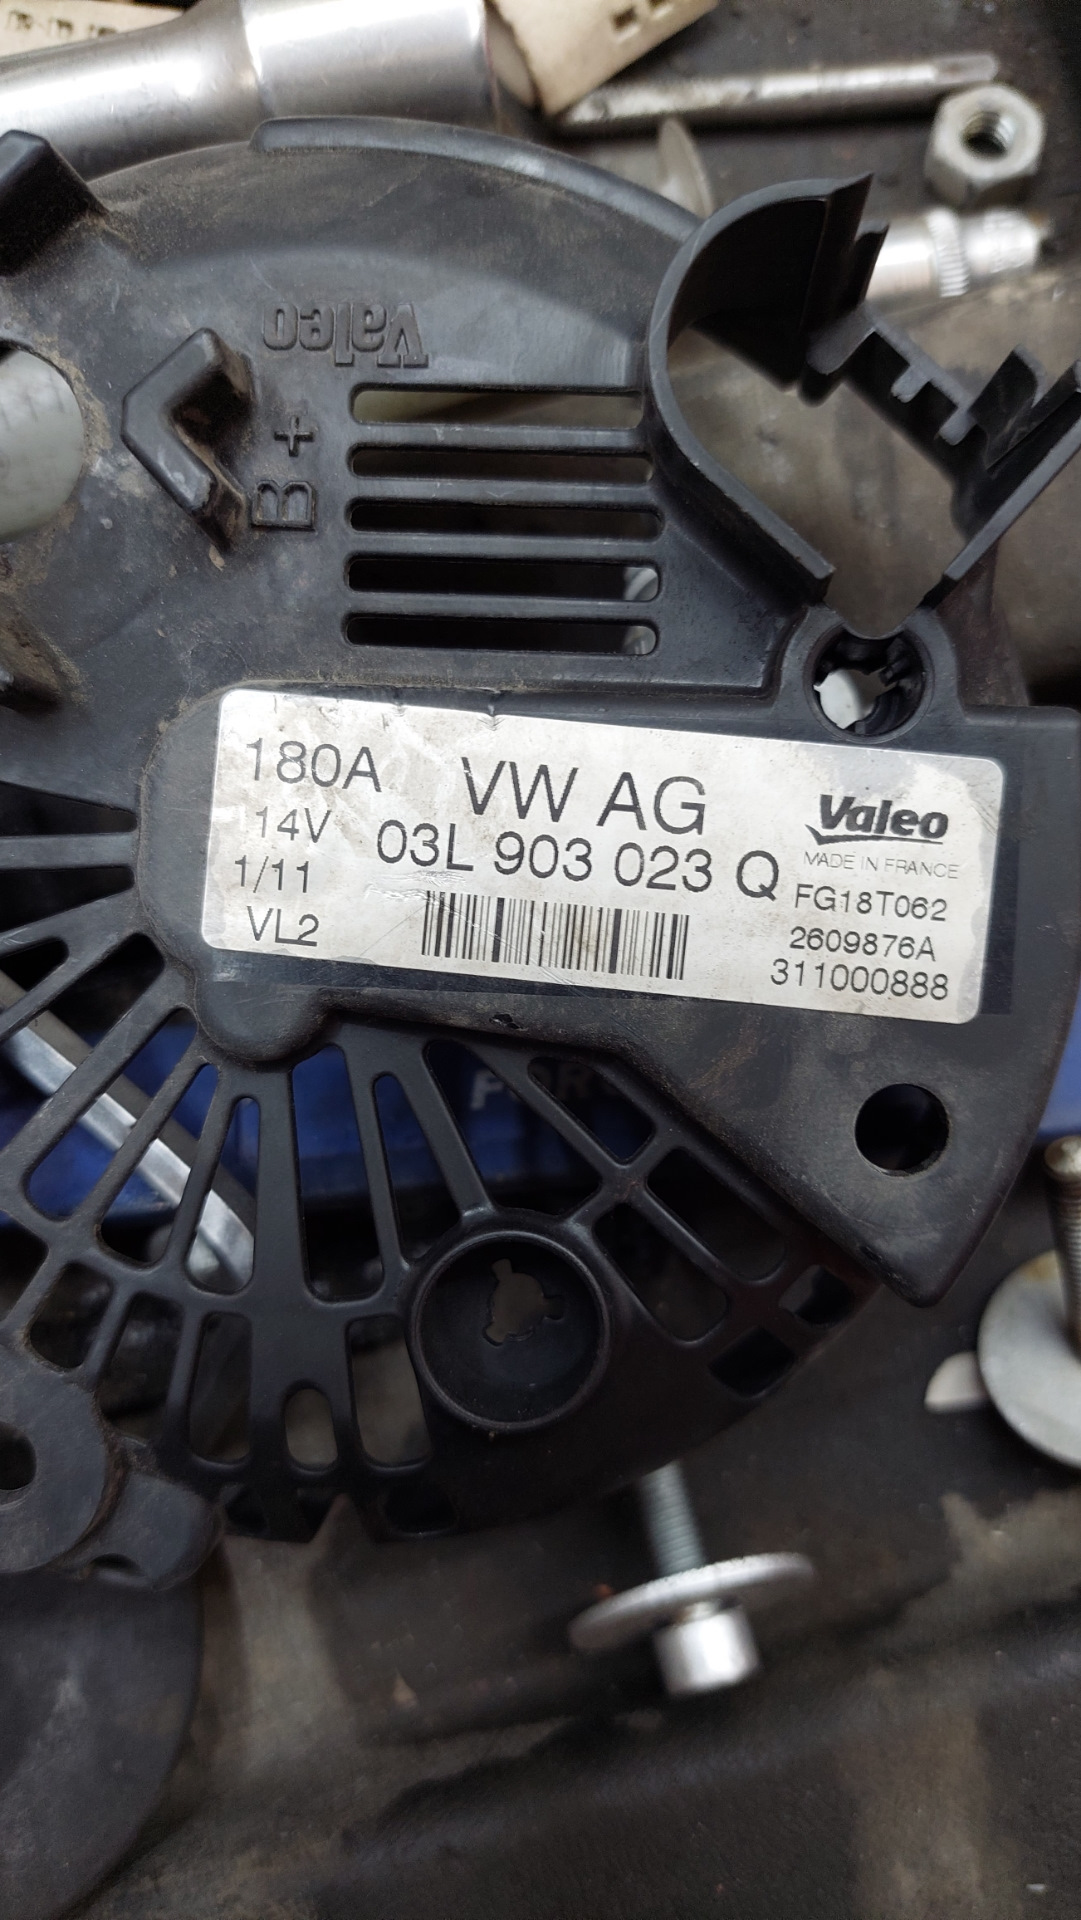 Valeo
B+
180A
14V
1/11
VL2
VW AG
03L 903 023 Q
Valeo
MADE IN FRANCE
FG18T062
2609876A
311000888